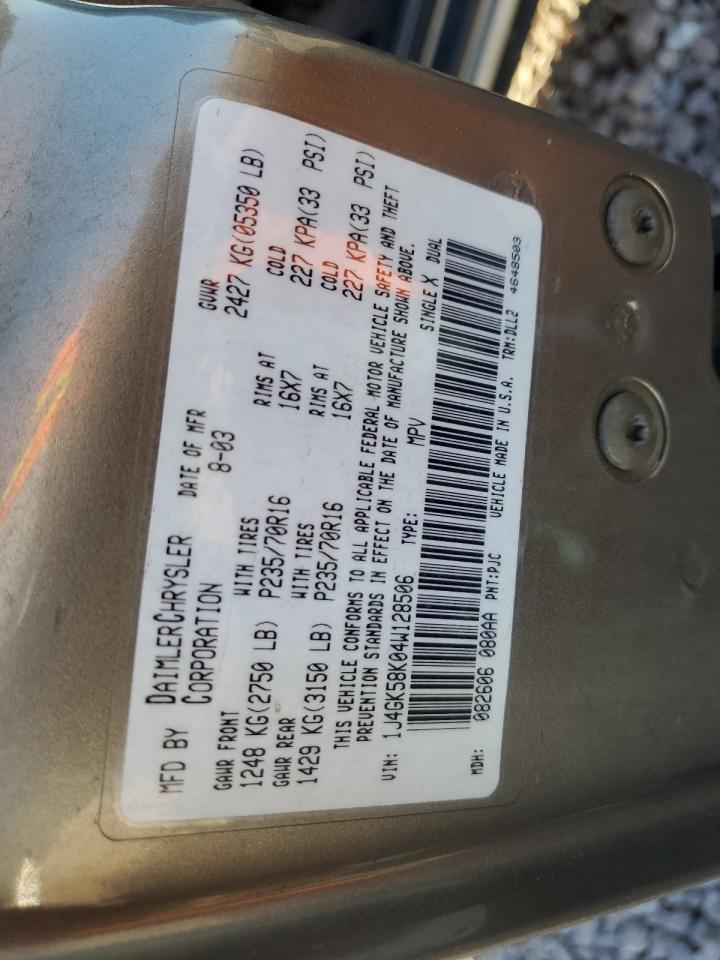 MFD BY DAIMLERCHRYSLER CORPORATION DATE OF MFR 8-03 GVWR 2427 KG(05350 LB)
GAWR FRONT WITH TIRES RIMS AT COLD
1248 KG(2750 LB) P235/70R16 16X7 227 KPA(33 PSI)
GAWR REAR WITH TIRES RIMS AT COLD
1429 KG(3150 LB) P235/70R16 16X7 227 KPA(33 PSI)
THIS VEHICLE CONFORMS TO ALL APPLICABLE FEDERAL MOTOR VEHICLE SAFETY AND THEFT
PREVENTION STANDARDS IN EFFECT ON THE DATE OF MANUFACTURE SHOWN ABOVE.
VIN: 1J4GK58K04W128506 TYPE: MPV SINGLE X DUAL
MDH: 082606 080AA PNT:PJC VEHICLE MADE IN U.S.A. TRM:DLL2 4648503